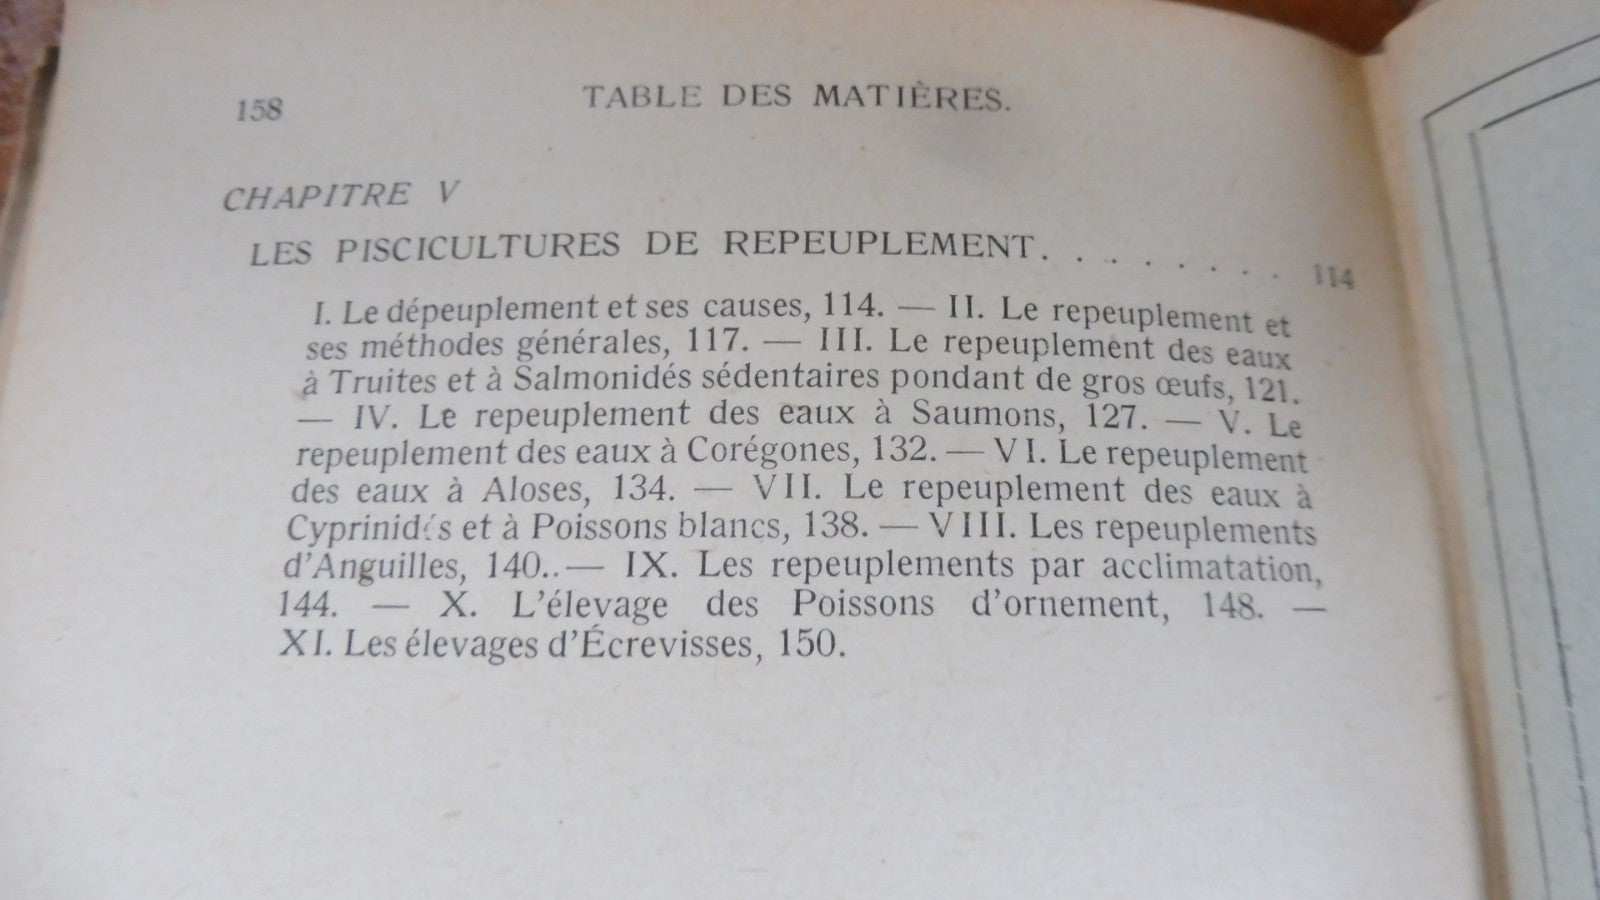 158
TABLE DES MATIÈRES.
CHAPITRE V
LES PISCICULTURES DE REPEUPLEMENT. . . . . . . . . 114
I. Le dépeuplement et ses causes, 114. — II. Le repeuplement et
ses méthodes générales, 117. — III. Le repeuplement des eaux
à Truites et à Salmonidés sédentaires pondant de gros œufs, 121.
— IV. Le repeuplement des eaux à Saumons, 127. — V. Le
repeuplement des eaux à Corégones, 132. — VI. Le repeuplement
des eaux à Aloses, 134. — VII. Le repeuplement des eaux à
Cyprinidés et à Poissons blancs, 138. — VIII. Les repeuplements
d'Anguilles, 140..— IX. Les repeuplements par acclimatation,
144. — X. L'élevage des Poissons d'ornement, 148. —
XI. Les élevages d'Écrevisses, 150.